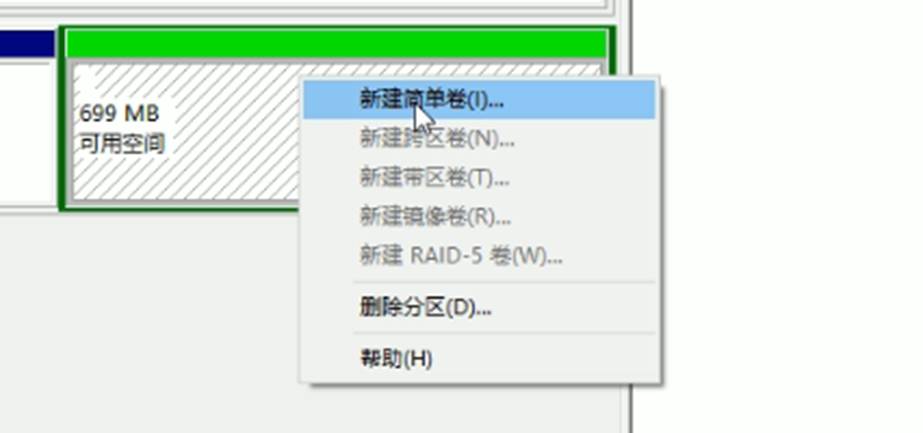 699 MB
可用空间
新建简单卷(I)...
新建跨区卷(N)...
新建带区卷(T)...
新建镜像卷(R)...
新建 RAID-5 卷(W)...
删除分区(D)...
帮助(H)